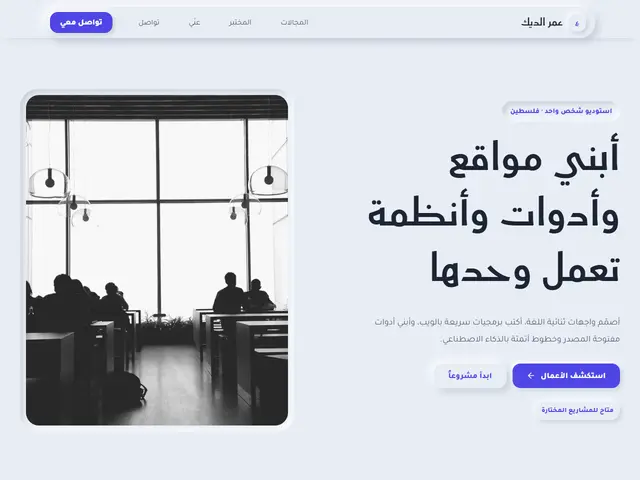 ع
عمر الديك
المجالات
المختبر
عنّي
تواصل
تواصل معي
استوديو شخص واحد · فلسطين
أبني مواقع
وأدوات وأنظمة
تعمل وحدها
أصمّم واجهات ثنائية اللغة، أكتب برمجيات سريعة بالويب، وأبني أدوات
مفتوحة المصدر وخطوط أتمتة بالذكاء الاصطناعي.
استكشف الأعمال ←
ابدأ مشروعاً
متاح للمشاريع المختارة